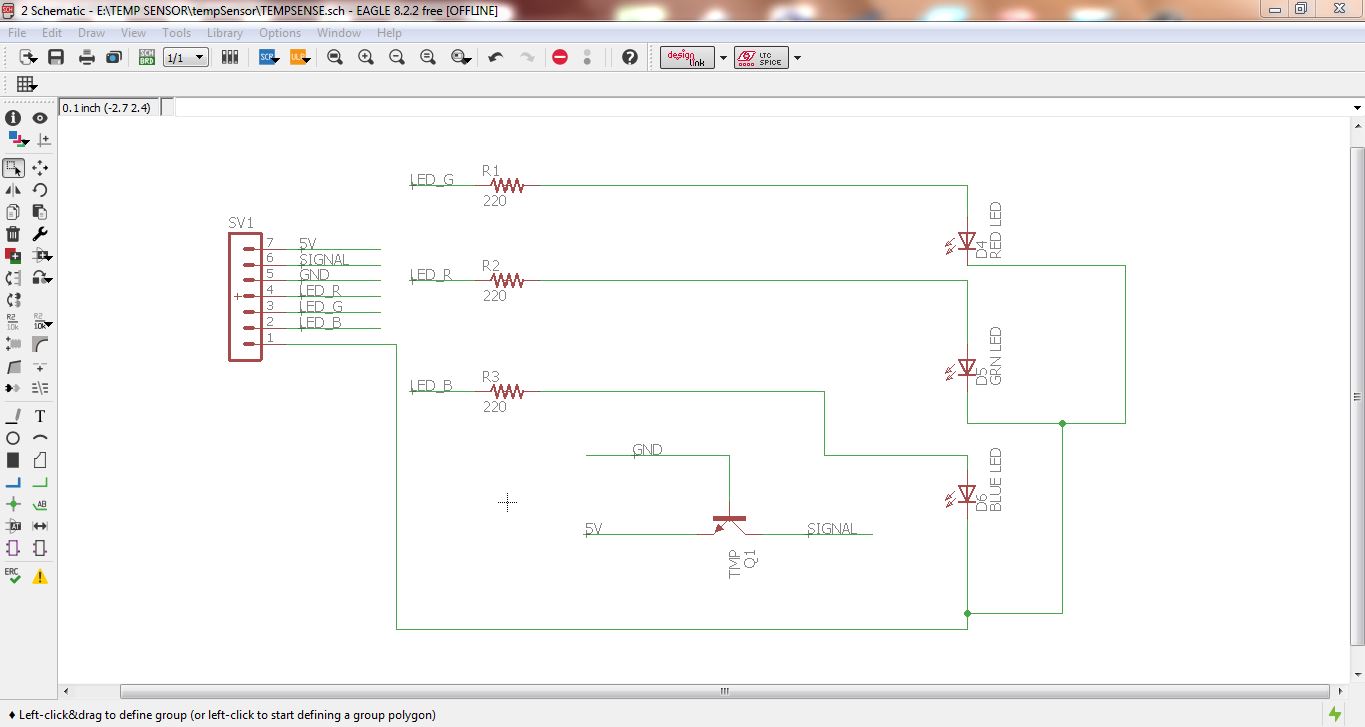 2 Schematic - E:\TEMP SENSOR\tempSensor\TEMPSENSE.sch - EAGLE 8.2.2 free [OFFLINE]
File Edit Draw View Tools Library Options Window Help
SCH BRD 1/1 SCR ULP design link LTC SPICE
0.1 inch (-2.7 2.4)
LED_G
R1
220
RED LED
D4
SV1
7 5V
6 SIGNAL
5 GND
4 LED_R
3 LED_G
2 LED_B
1
LED_R
R2
220
GRN LED
D5
LED_B
R3
220
GND
BLUE LED
D6
5V
SIGNAL
TMP
Q1
R2 10k
R2 10k
T
AB
ERC
Left-click&drag to define group (or left-click to start defining a group polygon)